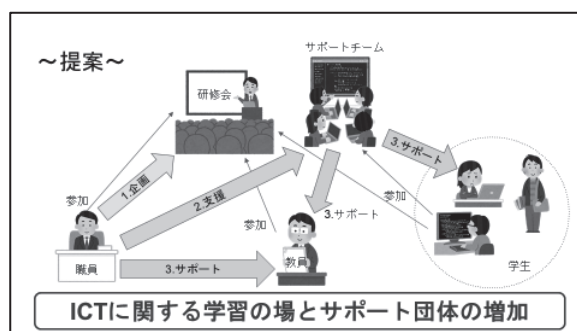 ～提案～
サポートチーム
研修会
3.サポート
参加
1.企画
参加
2.支援
参加
3.サポート
職員
3.サポート
教員
学生
ICTに関する学習の場とサポート団体の増加